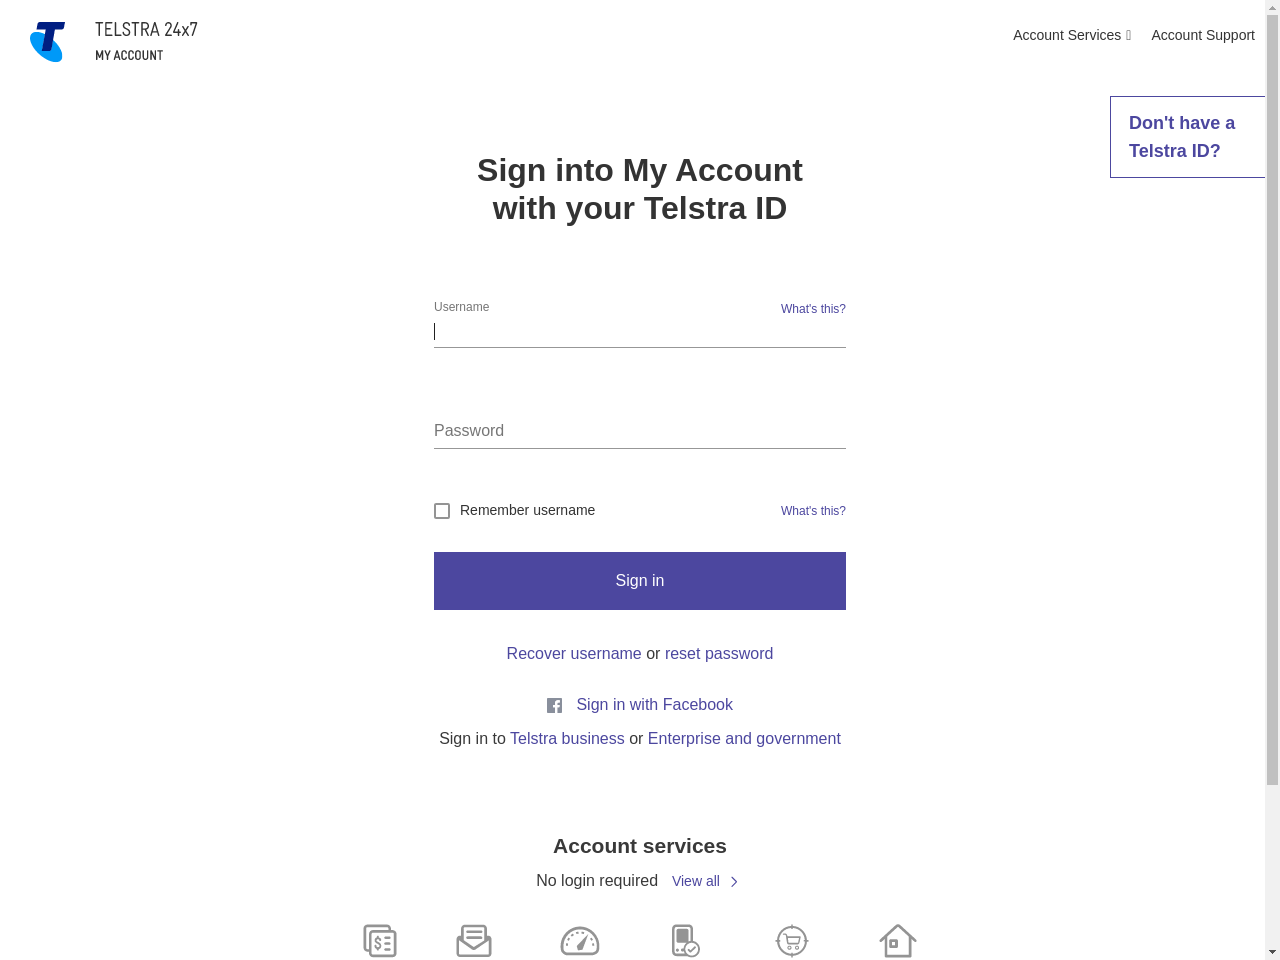 TELSTRA 24x7
MY ACCOUNT
Account Services
Account Support
Don't have a
Telstra ID?
Sign into My Account
with your Telstra ID
Username
What's this?
Password
Remember username
What's this?
Sign in
Recover username or reset password
Sign in with Facebook
Sign in to Telstra business or Enterprise and government
Account services
No login required View all